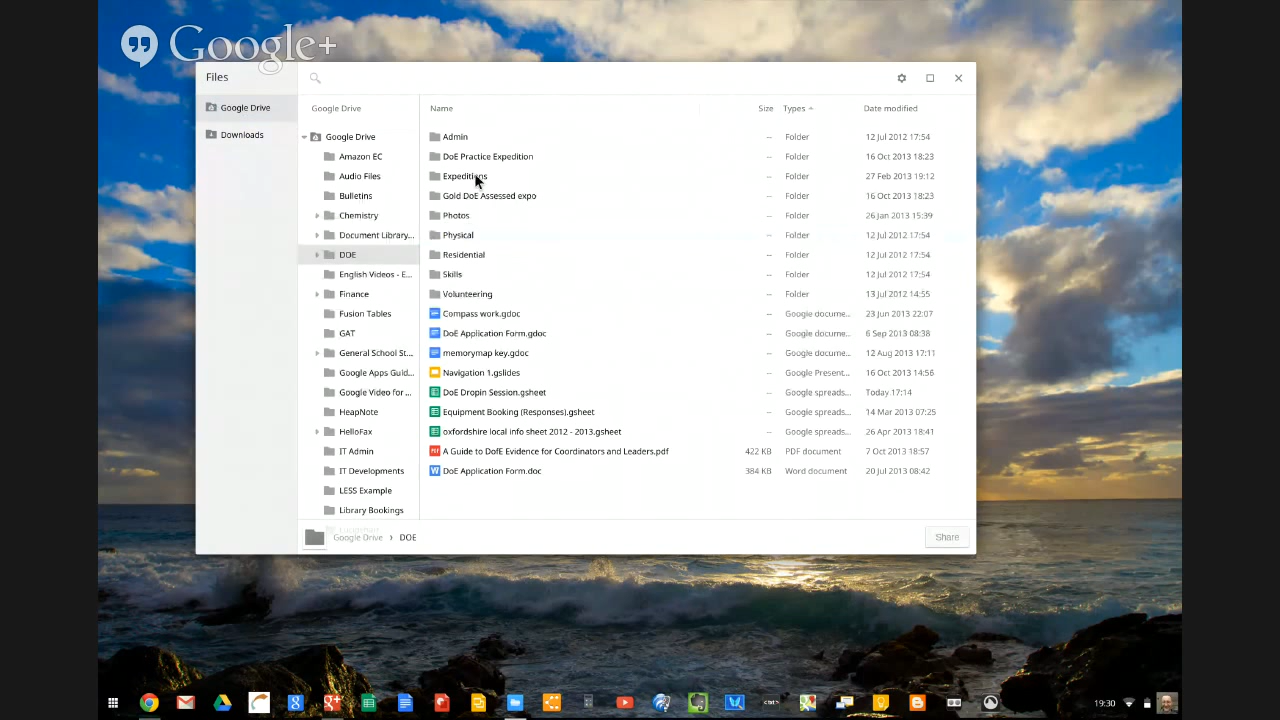 Google+
Files
Google Drive
Downloads
Google Drive
Google Drive
Amazon EC
Audio Files
Bulletins
Chemistry
Document Library...
DOE
English Videos - E...
Finance
Fusion Tables
GAT
General School St...
Google Apps Guid...
Google Video for ...
HeapNote
HelloFax
IT Admin
IT Developments
LESS Example
Library Bookings
Name Size Types Date modified
Admin -- Folder 12 Jul 2012 17:54
DoE Practice Expedition -- Folder 16 Oct 2013 18:23
Expeditions -- Folder 27 Feb 2013 19:12
Gold DoE Assessed expo -- Folder 16 Oct 2013 18:23
Photos -- Folder 26 Jan 2013 15:39
Physical -- Folder 12 Jul 2012 17:54
Residential -- Folder 12 Jul 2012 17:54
Skills -- Folder 12 Jul 2012 17:54
Volunteering -- Folder 13 Jul 2012 14:55
Compass work.gdoc -- Google docume... 23 Jun 2013 22:07
DoE Application Form.gdoc -- Google docume... 6 Sep 2013 08:38
memorymap key.gdoc -- Google docume... 12 Aug 2013 17:11
Navigation 1.gslides -- Google Present... 16 Oct 2013 14:56
DoE Dropin Session.gsheet -- Google spreads... Today 17:14
Equipment Booking (Responses).gsheet -- Google spreads... 14 Mar 2013 07:25
oxfordshire local info sheet 2012 - 2013.gsheet -- Google spreads... 26 Apr 2013 18:41
A Guide to DofE Evidence for Coordinators and Leaders.pdf 422 KB PDF document 7 Oct 2013 18:57
DoE Application Form.doc 384 KB Word document 20 Jul 2013 08:42
Google Drive › DOE
Share
19:30